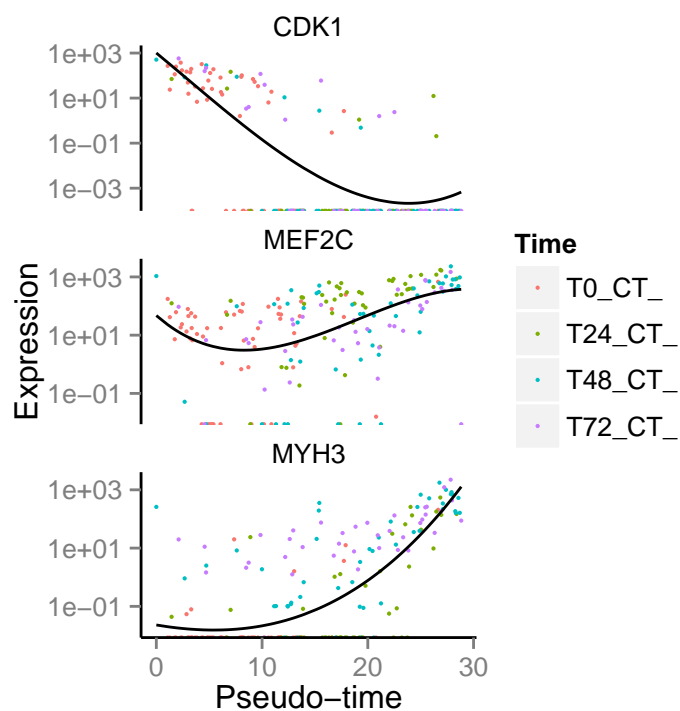 CDK1
1e+03
1e+01
1e−01
1e−03
MEF2C
1e+03
1e+01
1e−01
MYH3
1e+03
1e+01
1e−01
0 10 20 30
Pseudo−time
Expression
Time
T0_CT_
T24_CT_
T48_CT_
T72_CT_